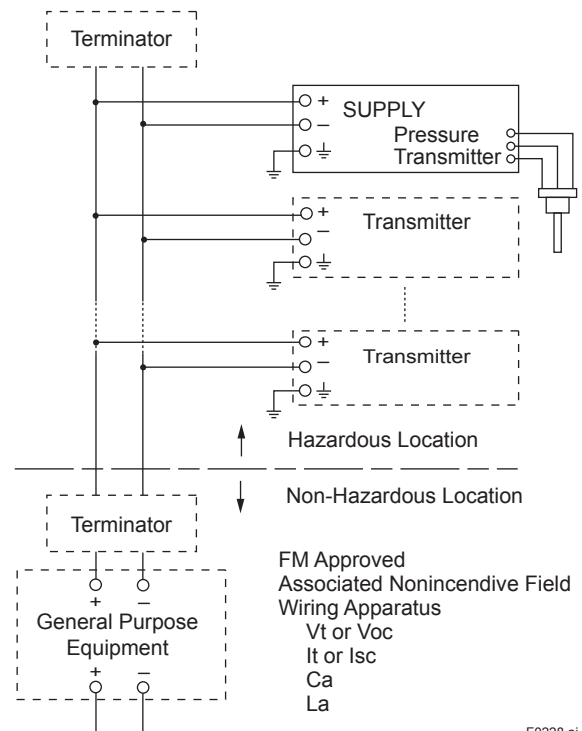 Terminator
+
SUPPLY
−
Pressure
Transmitter
+
Transmitter
−
+
Transmitter
−
Hazardous Location
Non-Hazardous Location
Terminator
FM Approved
Associated Nonincendive Field
Wiring Apparatus
Vt or Voc
It or Isc
Ca
La
+ −
General Purpose
Equipment
+ −